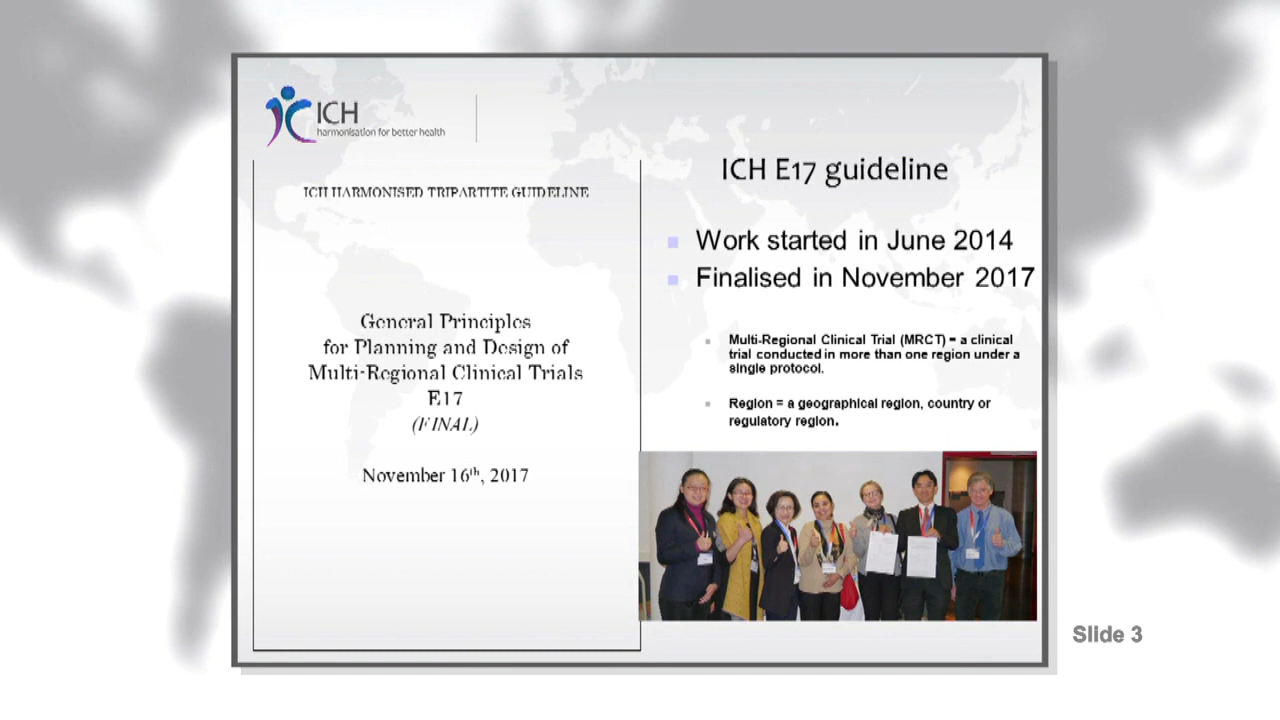 ICH
harmonisation for better health
ICH HARMONISED TRIPARTITE GUIDELINE
General Principles
for Planning and Design of
Multi-Regional Clinical Trials
E17
(FINAL)
November 16th, 2017
ICH E17 guideline
Work started in June 2014
Finalised in November 2017
Multi-Regional Clinical Trial (MRCT) = a clinical
trial conducted in more than one region under a
single protocol.
Region = a geographical region, country or
regulatory region.
Slide 3